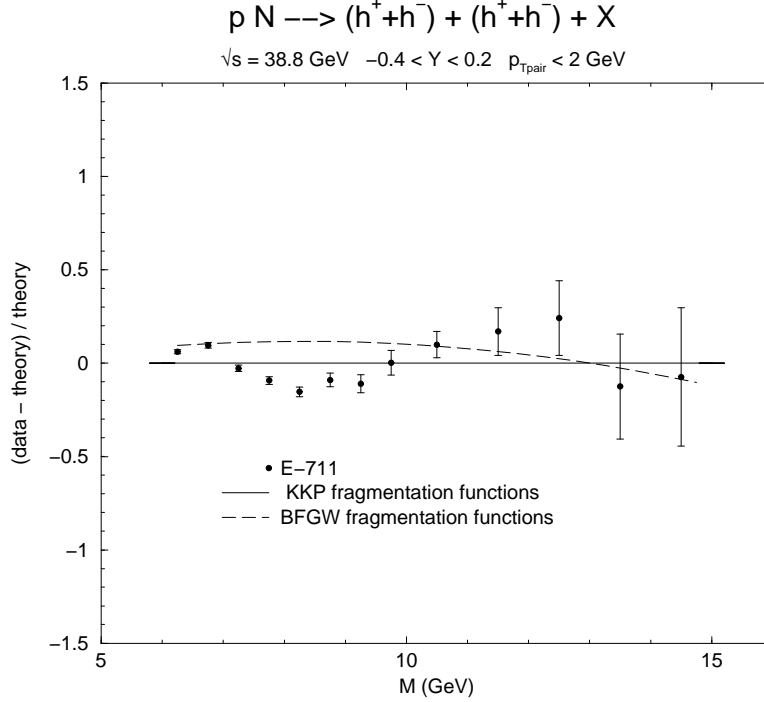 p N −−> (h⁺+h⁻) + (h⁺+h⁻) + X
√s = 38.8 GeV −0.4 < Y < 0.2 p_Tpair < 2 GeV
1.5
1
0.5
0
−0.5
−1
−1.5
(data − theory) / theory
E−711
KKP fragmentation functions
BFGW fragmentation functions
5 10 15
M (GeV)